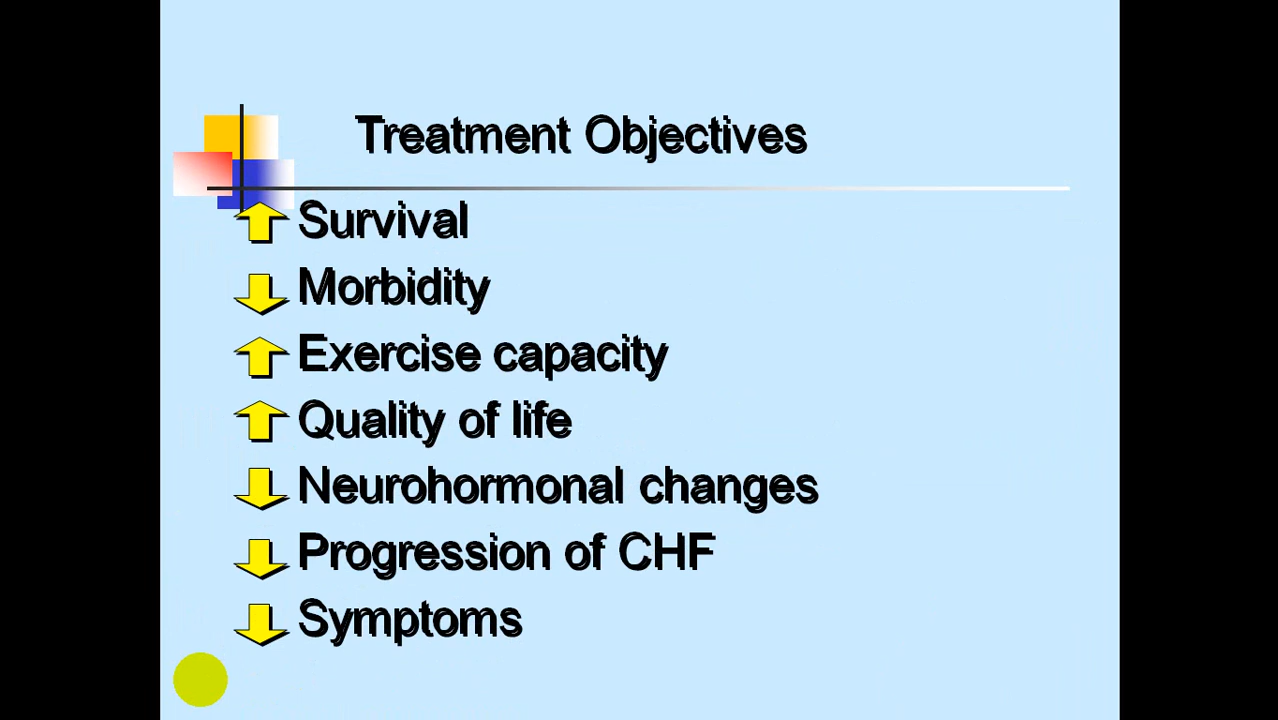 Treatment Objectives
Survival
Morbidity
Exercise capacity
Quality of life
Neurohormonal changes
Progression of CHF
Symptoms